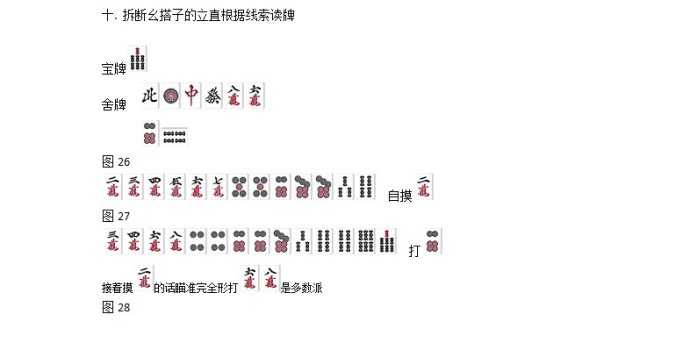 十. 拆断幺搭子的立直根据线索读牌
宝牌
舍牌 北 中 發 八萬 六萬
图 26
二萬 三萬 四萬 五萬 六萬 七萬 自摸 二萬
图 27
三萬 四萬 六萬 八萬 打
接着摸 二萬 的话瞄准完全形打 六萬 八萬 是多数派
图 28